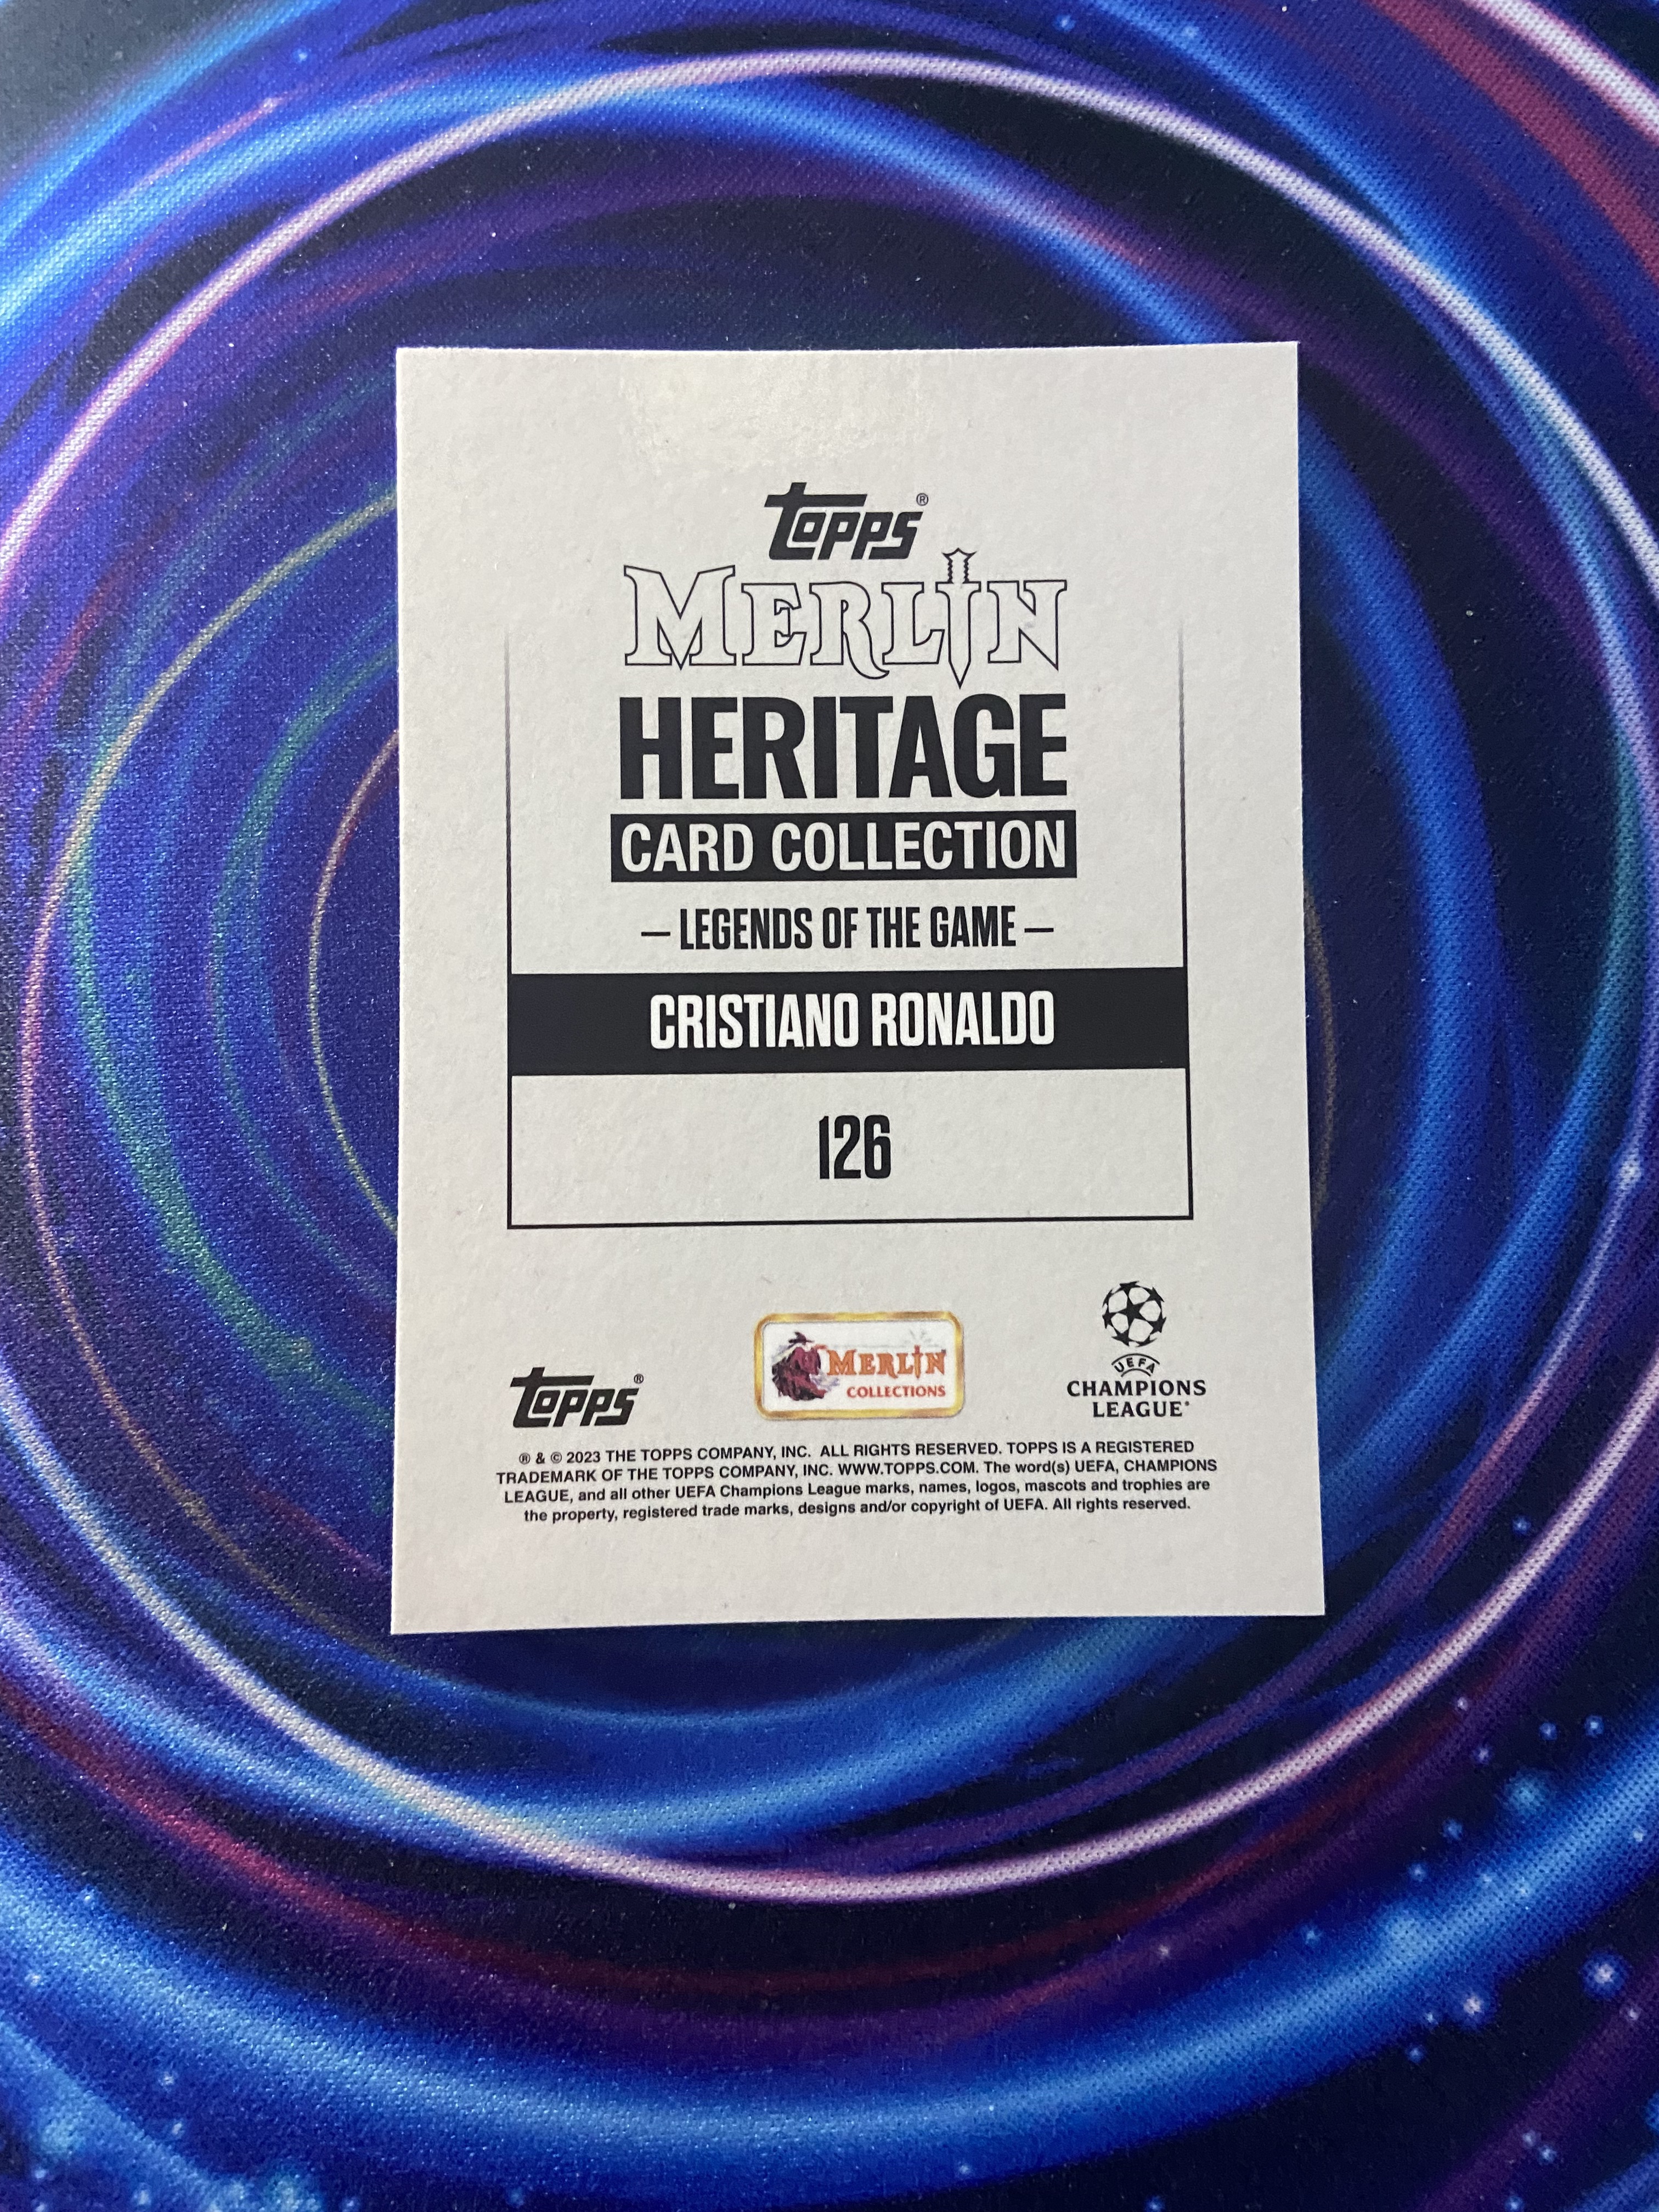 Topps®
MERLIN
HERITAGE
CARD COLLECTION
– LEGENDS OF THE GAME –
CRISTIANO RONALDO
126
Topps®
MERLIN
COLLECTIONS
UEFA
CHAMPIONS
LEAGUE®
® & © 2023 THE TOPPS COMPANY, INC. ALL RIGHTS RESERVED. TOPPS IS A REGISTERED
TRADEMARK OF THE TOPPS COMPANY, INC. WWW.TOPPS.COM. The word(s) UEFA, CHAMPIONS
LEAGUE, and all other UEFA Champions League marks, names, logos, mascots and trophies are
the property, registered trade marks, designs and/or copyright of UEFA. All rights reserved.